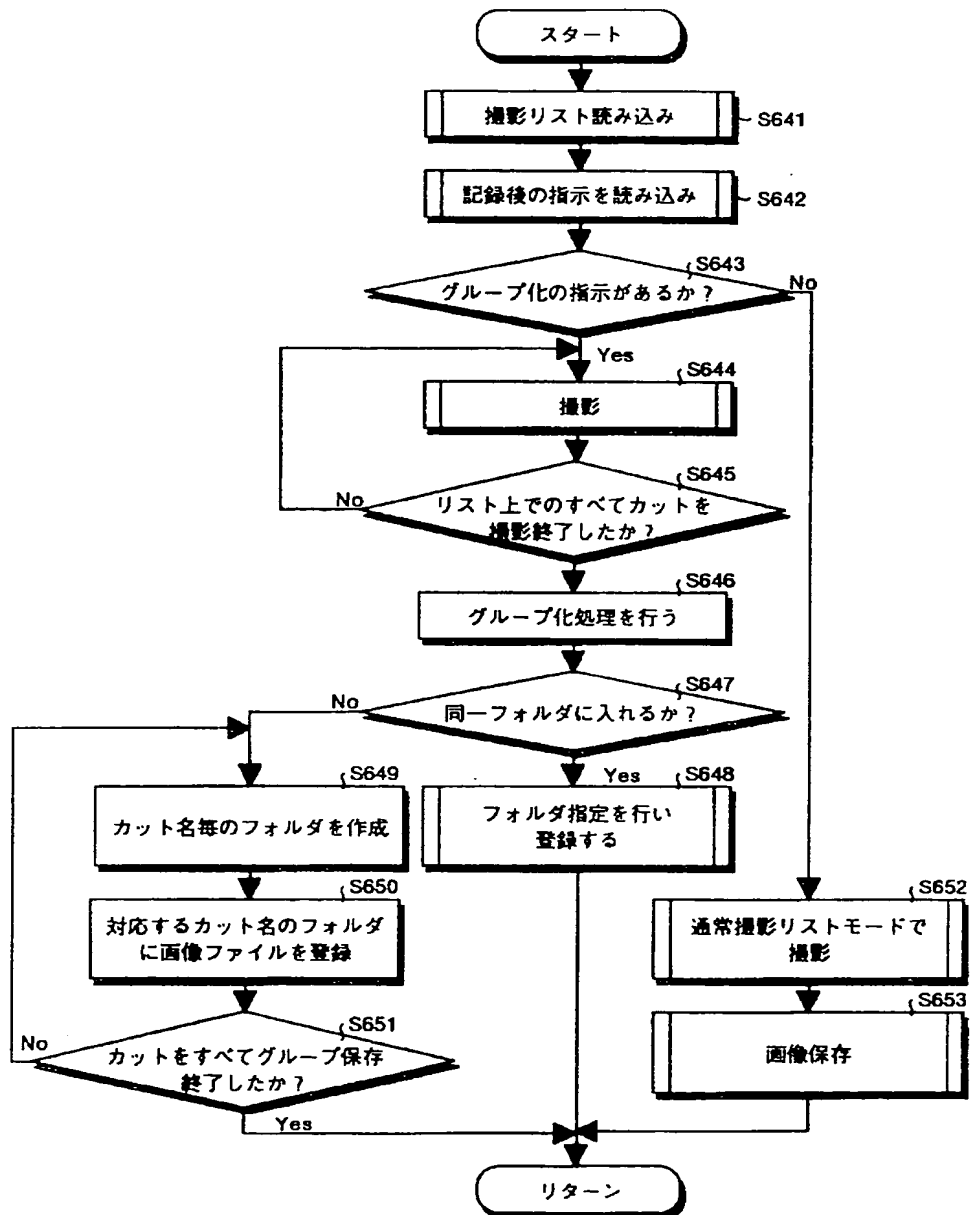 スタート
撮影リスト読み込み
S641
記録後の指示を読み込み
S642
S643
グループ化の指示があるか?
No
Yes
S644
撮影
S645
No
リスト上でのすべてカットを
撮影終了したか?
S646
グループ化処理を行う
S647
No
同一フォルダに入れるか?
Yes
S649
カット名毎のフォルダを作成
S648
フォルダ指定を行い
登録する
S650
対応するカット名のフォルダ
に画像ファイルを登録
S652
通常撮影リストモードで
撮影
S651
No
カットをすべてグループ保存
終了したか?
Yes
S653
画像保存
リターン